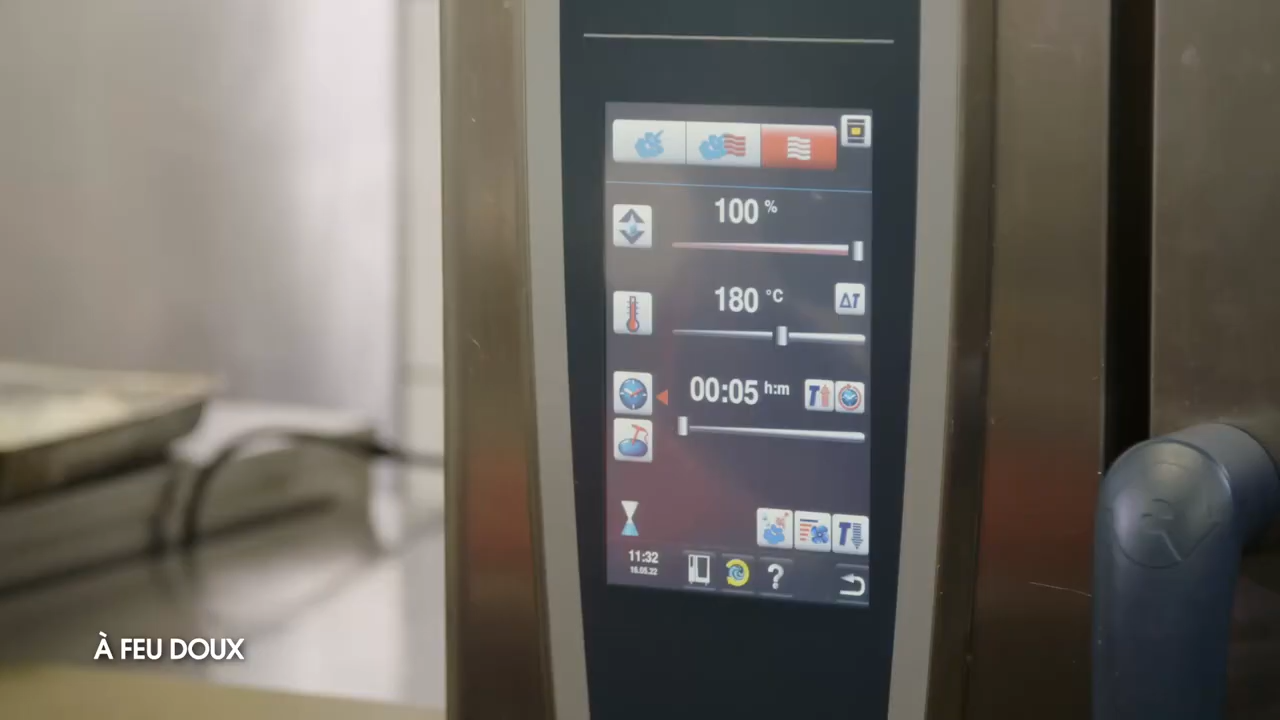 100 %
180 °C
ΔT
00:05 h:m
T
T
11:32
16.05.22
?
À FEU DOUX